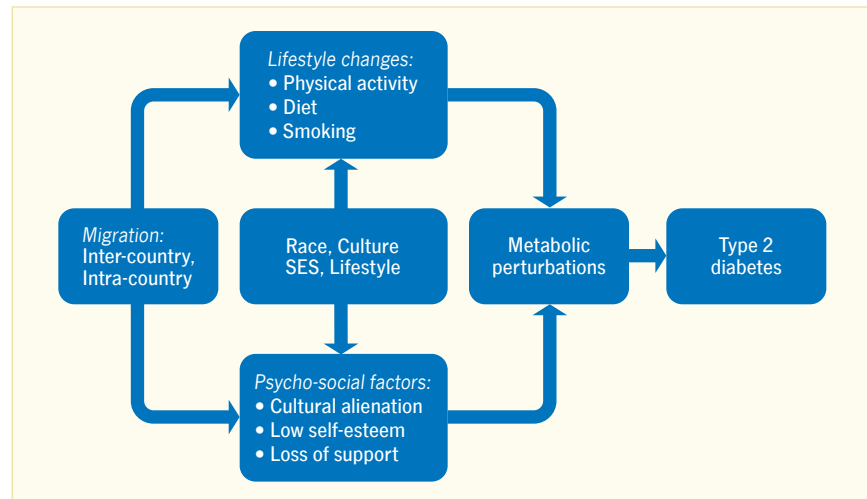 Lifestyle changes:
• Physical activity
• Diet
• Smoking
Migration:
Inter-country,
Intra-country
Race, Culture
SES, Lifestyle
Metabolic
perturbations
Type 2
diabetes
Psycho-social factors:
• Cultural alienation
• Low self-esteem
• Loss of support